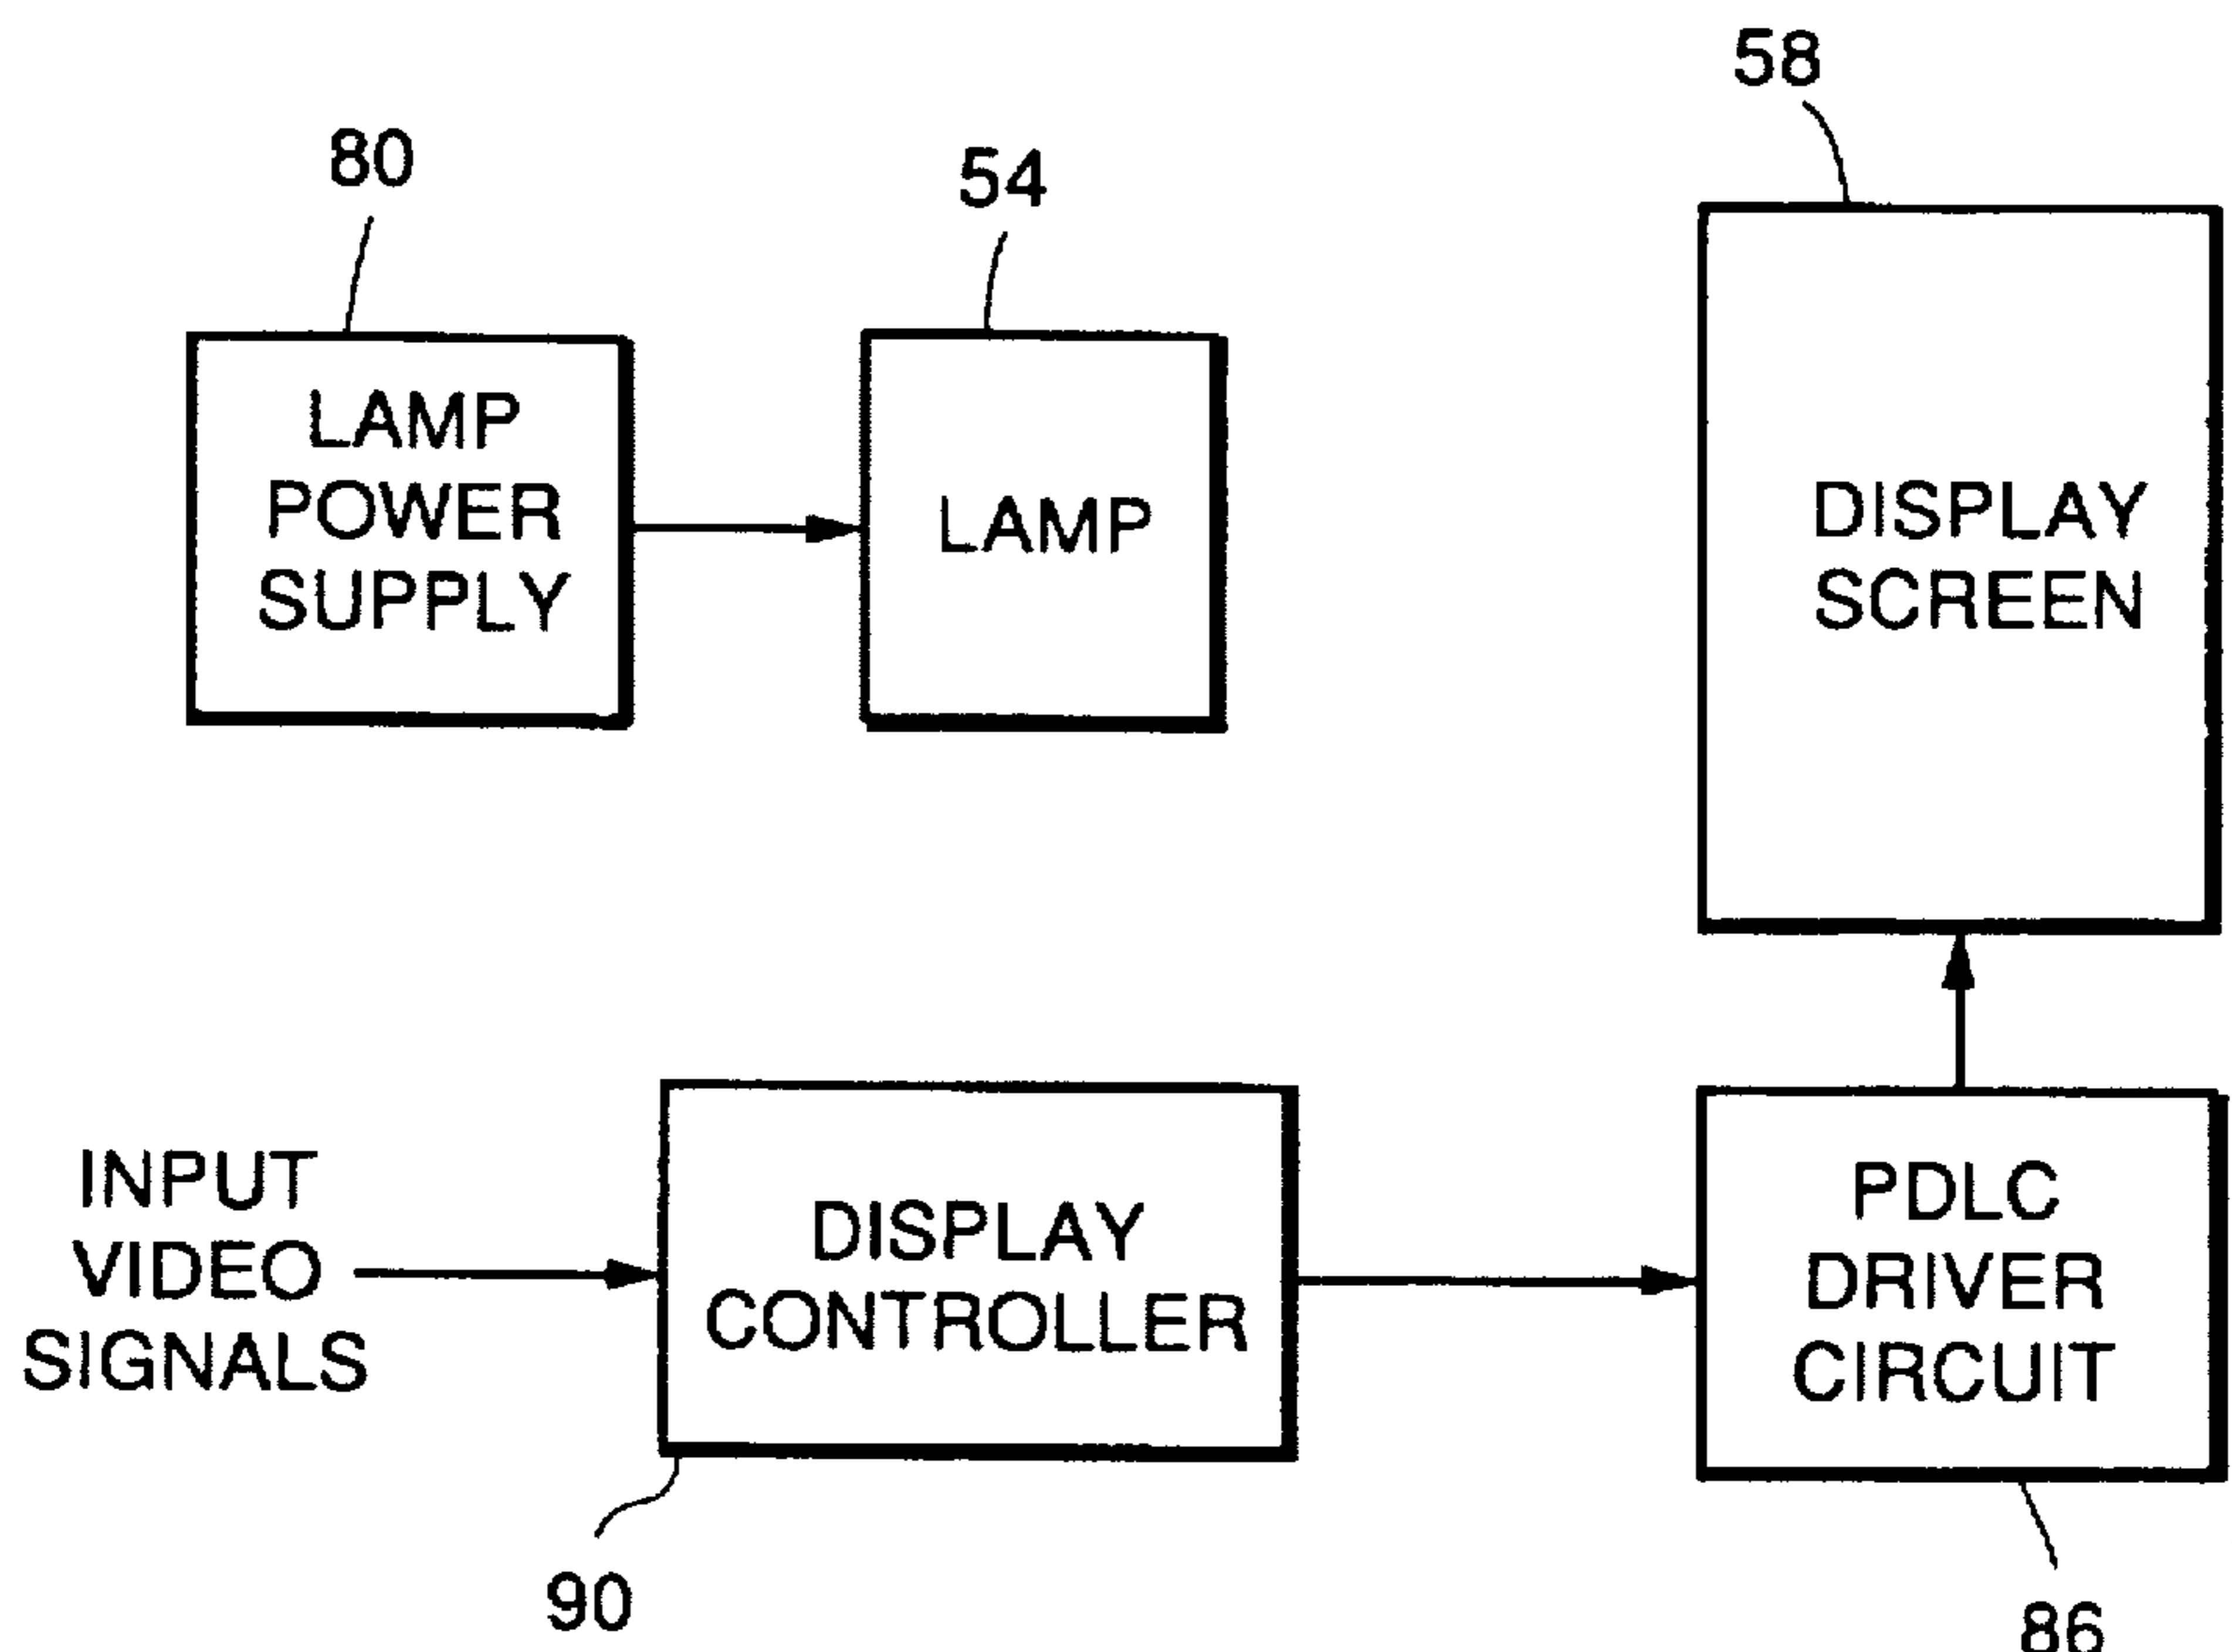 58
80
54
LAMP
POWER
SUPPLY
LAMP
DISPLAY
SCREEN
INPUT
VIDEO
SIGNALS
DISPLAY
CONTROLLER
PDLC
DRIVER
CIRCUIT
90
86